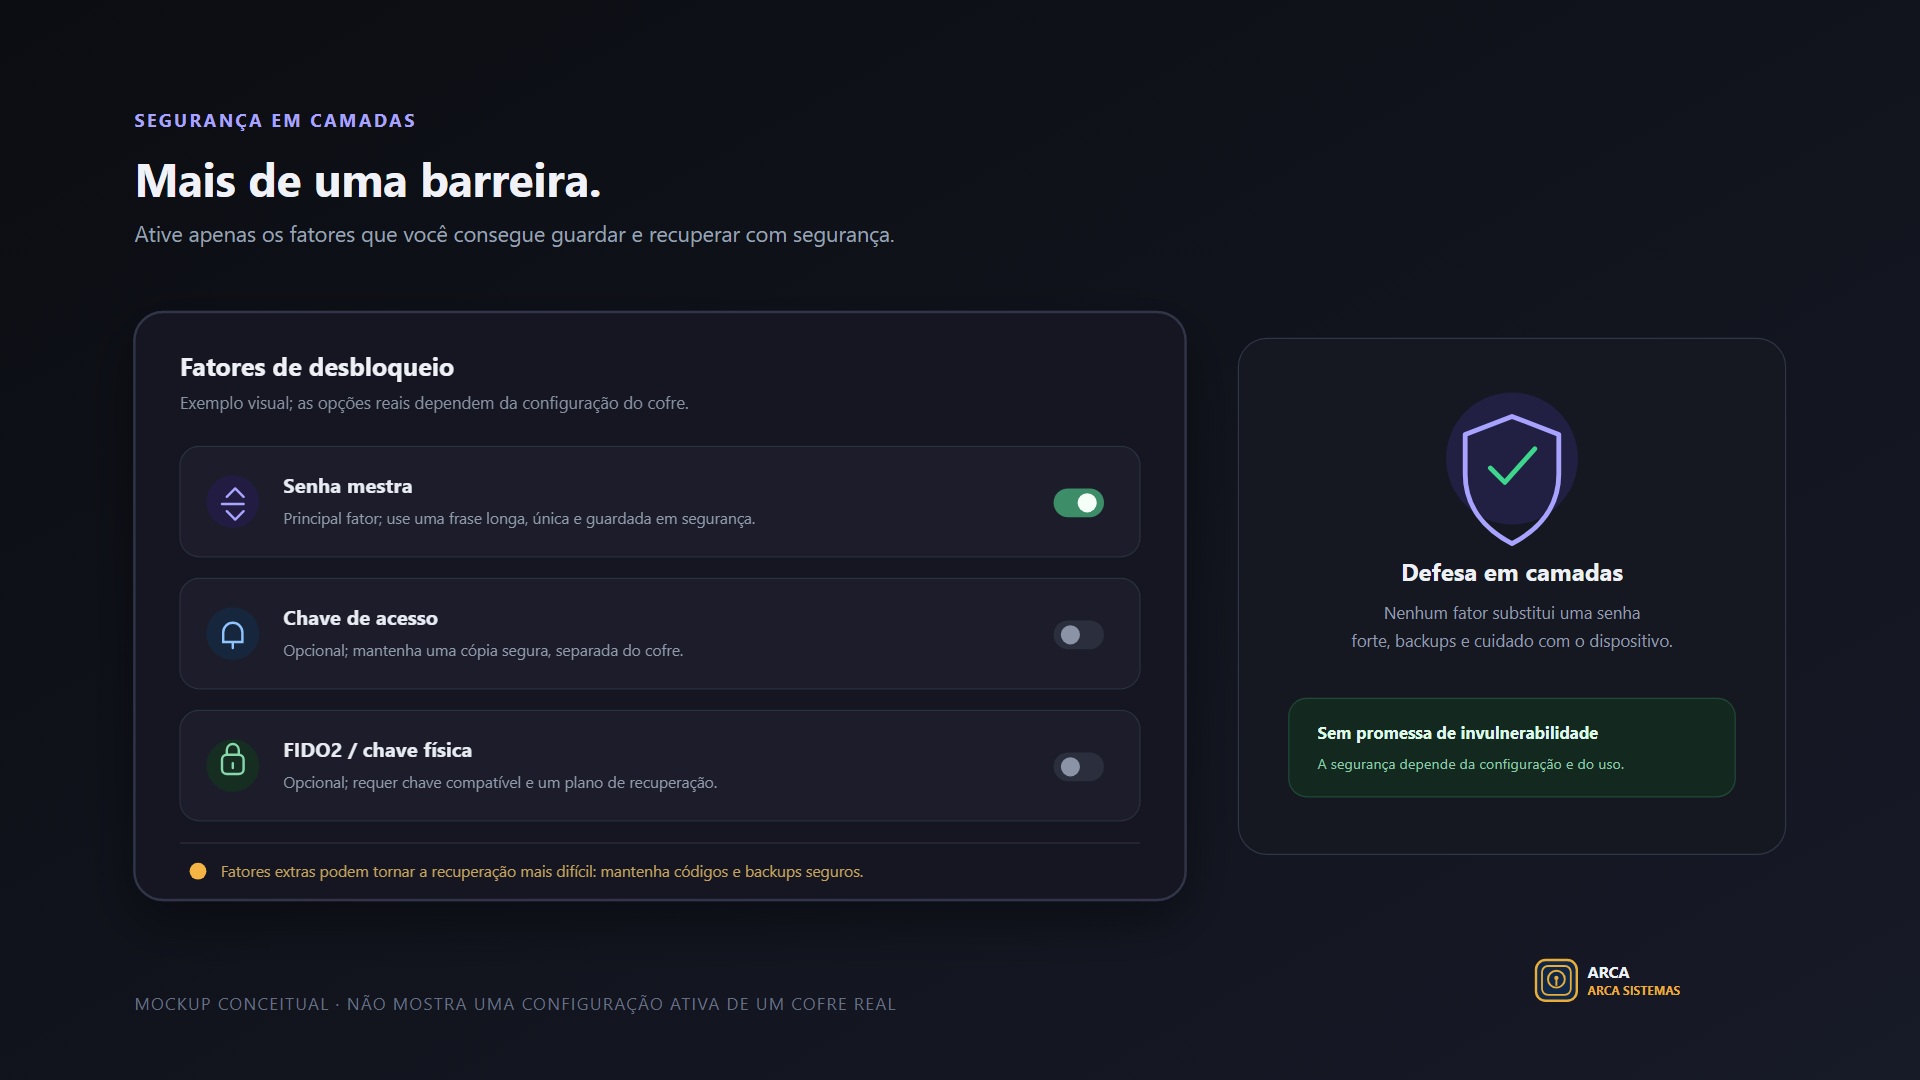 SEGURANÇA EM CAMADAS
Mais de uma barreira.
Ative apenas os fatores que você consegue guardar e recuperar com segurança.
Fatores de desbloqueio
Exemplo visual; as opções reais dependem da configuração do cofre.
Senha mestra
Principal fator; use uma frase longa, única e guardada em segurança.
Chave de acesso
Opcional; mantenha uma cópia segura, separada do cofre.
FIDO2 / chave física
Opcional; requer chave compatível e um plano de recuperação.
Fatores extras podem tornar a recuperação mais difícil: mantenha códigos e backups seguros.
Defesa em camadas
Nenhum fator substitui uma senha
forte, backups e cuidado com o dispositivo.
Sem promessa de invulnerabilidade
A segurança depende da configuração e do uso.
MOCKUP CONCEITUAL · NÃO MOSTRA UMA CONFIGURAÇÃO ATIVA DE UM COFRE REAL
ARCA
ARCA SISTEMAS